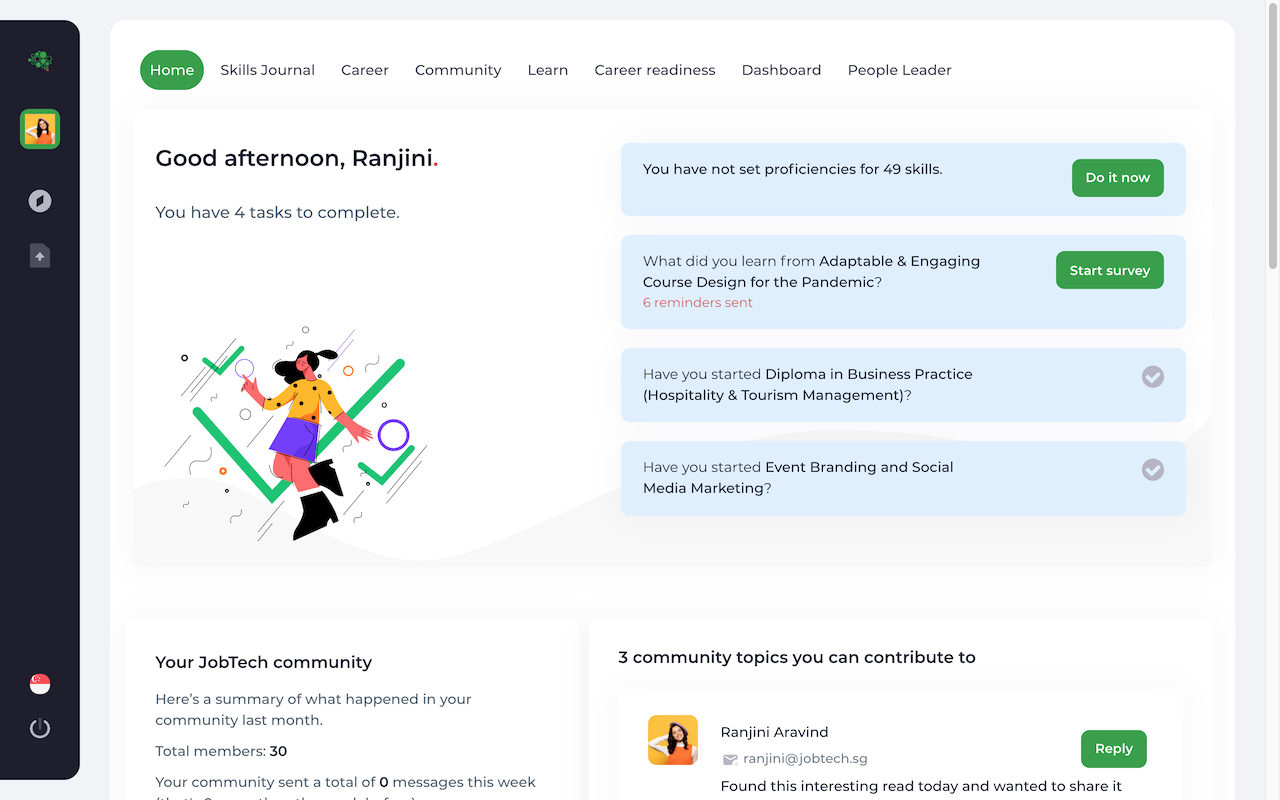 Home Skills Journal Career Community Learn Career readiness Dashboard People Leader
Good afternoon, Ranjini.
You have 4 tasks to complete.
You have not set proficiencies for 49 skills.
Do it now
What did you learn from Adaptable & Engaging
Course Design for the Pandemic?
6 reminders sent
Start survey
Have you started Diploma in Business Practice
(Hospitality & Tourism Management)?
Have you started Event Branding and Social
Media Marketing?
Your JobTech community
Here’s a summary of what happened in your
community last month.
Total members: 30
Your community sent a total of 0 messages this week
3 community topics you can contribute to
Ranjini Aravind
ranjini@jobtech.sg
Reply
Found this interesting read today and wanted to share it